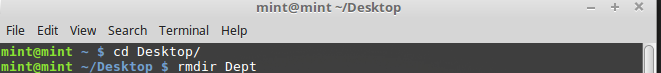 mint@mint ~/Desktop
File Edit View Search Terminal Help
mint@mint ~ $ cd Desktop/
mint@mint ~/Desktop $ rmdir Dept